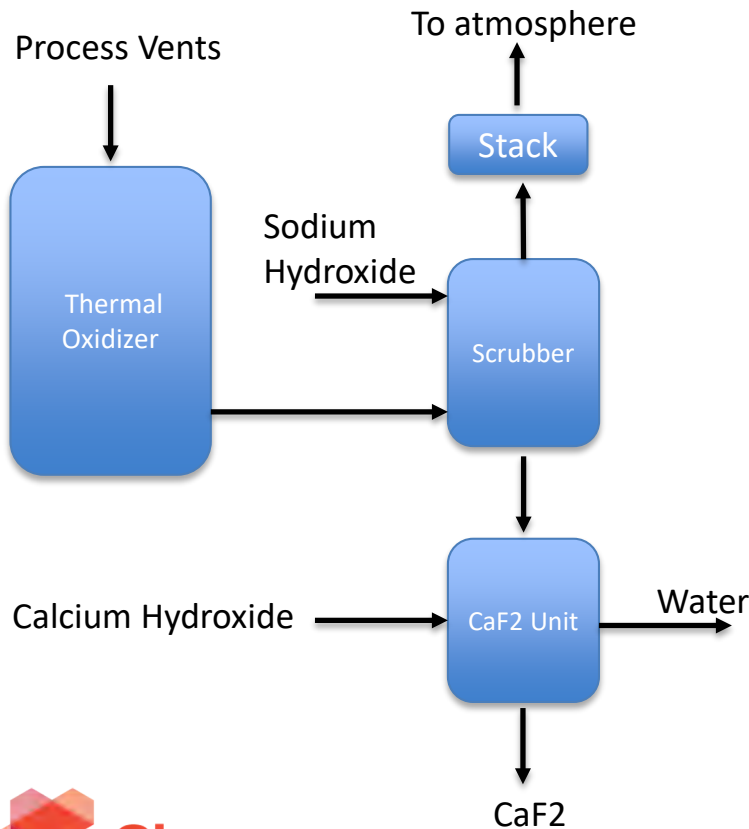 To atmosphere
Process Vents
Stack
Sodium
Hydroxide
Thermal
Oxidizer
Scrubber
Calcium Hydroxide
CaF2 Unit
Water
CaF2